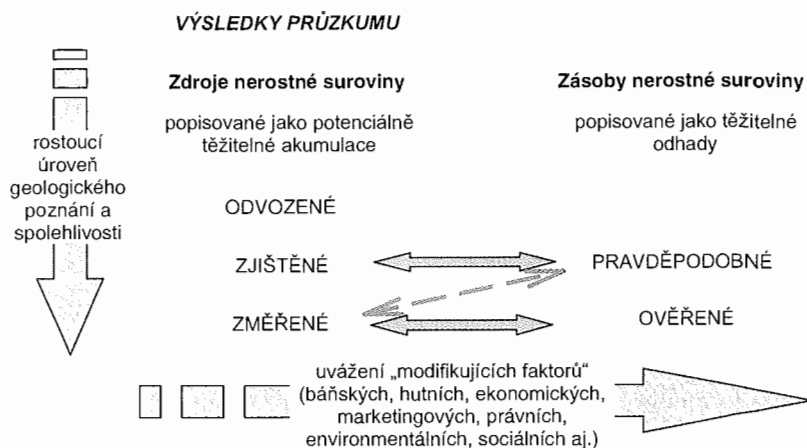 VÝSLEDKY PRŮZKUMU
Zdroje nerostné suroviny
popisované jako potenciálně
těžitelné akumulace
Zásoby nerostné suroviny
popisované jako těžitelné
odhady
rostoucí
úroveň
geologického
poznání a
spolehlivosti
ODVOZENÉ
ZJIŠTĚNÉ
PRAVDĚPODOBNÉ
ZMĚŘENÉ
OVĚŘENÉ
uvážení „modifikujících faktorů“
(báňských, hutních, ekonomických,
marketingových, právních,
environmentálních, sociálních aj.)